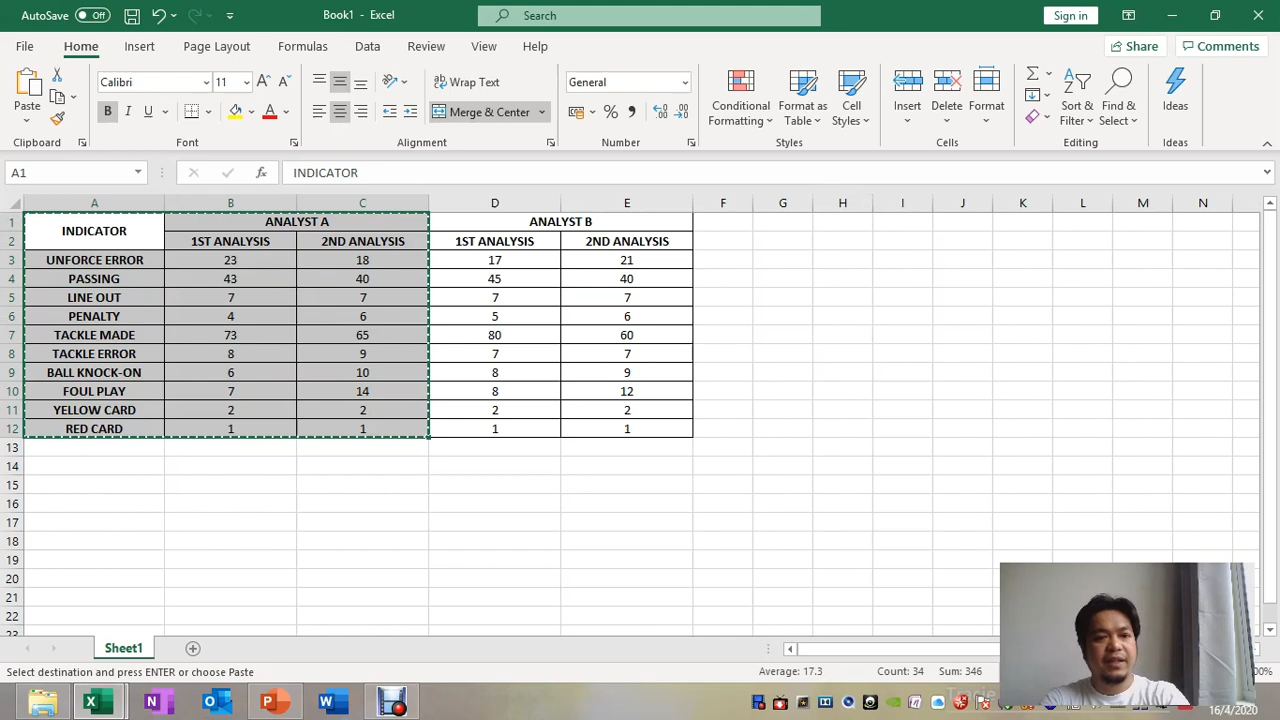 AutoSave Off Book1 - Excel Search Sign in
File Home Insert Page Layout Formulas Data Review View Help Share Comments
Calibri 11 Wrap Text General
Paste B I U Merge & Center % Conditional Formatting Format as Table Cell Styles Insert Delete Format Sort & Filter Find & Select Ideas
Clipboard Font Alignment Number Styles Cells Editing Ideas
A1 fx INDICATOR
A B C D E F G H I J K L M N
1 INDICATOR ANALYST A ANALYST B
2 1ST ANALYSIS 2ND ANALYSIS 1ST ANALYSIS 2ND ANALYSIS
3 UNFORCE ERROR 23 18 17 21
4 PASSING 43 40 45 40
5 LINE OUT 7 7 7 7
6 PENALTY 4 6 5 6
7 TACKLE MADE 73 65 80 60
8 TACKLE ERROR 8 9 7 7
9 BALL KNOCK-ON 6 10 8 9
10 FOUL PLAY 7 14 8 12
11 YELLOW CARD 2 2 2 2
12 RED CARD 1 1 1 1
13
14
15
16
17
18
19
20
21
22
23
Sheet1
Select destination and press ENTER or choose Paste Average: 17.3 Count: 34 Sum: 346
16/4/2020